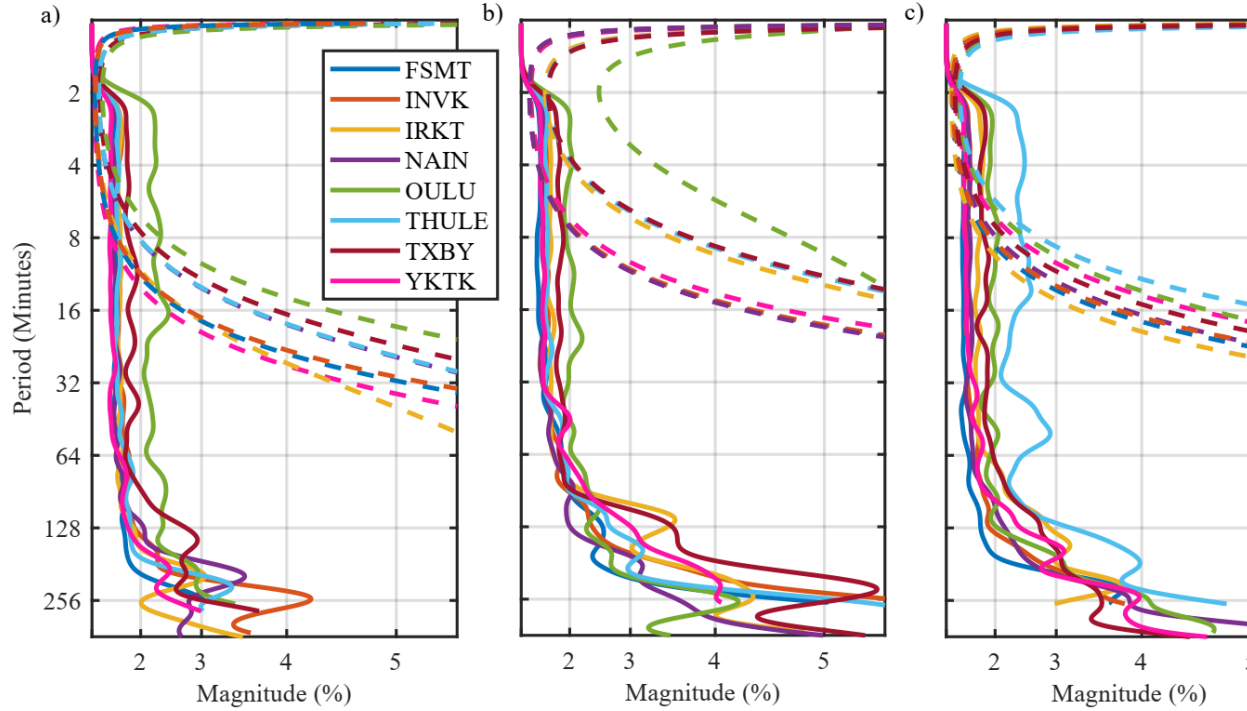 a)
b)
c)
FSMT
INVK
IRKT
NAIN
OULU
THULE
TXBY
YKTK
Period (Minutes)
2
4
8
16
32
64
128
256
2 3 4 5
2 3 4 5
2 3 4
Magnitude (%)
Magnitude (%)
Magnitude (%)